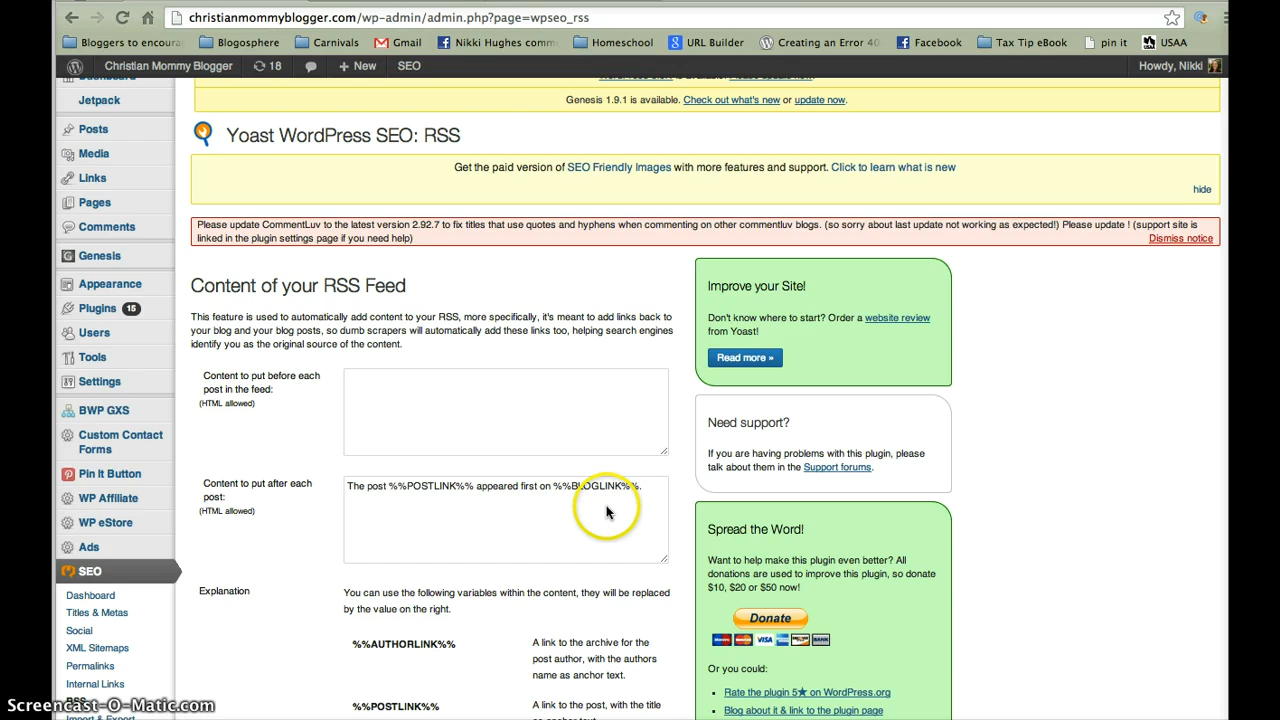 christianmommyblogger.com/wp-admin/admin.php?page=wpseo_rss
Bloggers to encourag
Blogosphere
Carnivals
Gmail
Nikki Hughes comm
Homeschool
URL Builder
Creating an Error 40
Facebook
Tax Tip eBook
pin it
USAA
Christian Mommy Blogger
18
+ New
SEO
Howdy, Nikki
Dashboard
Jetpack
Posts
Media
Links
Pages
Comments
Genesis
Appearance
Plugins 15
Users
Tools
Settings
BWP GXS
Custom Contact
Forms
Pin It Button
WP Affiliate
WP eStore
Ads
SEO
Dashboard
Titles & Metas
Social
XML Sitemaps
Permalinks
Internal Links
RSS
Import & Export
Genesis 1.9.1 is available. Check out what's new or update now.
Yoast WordPress SEO: RSS
Get the paid version of SEO Friendly Images with more features and support. Click to learn what is new
hide
Please update CommentLuv to the latest version 2.92.7 to fix titles that use quotes and hyphens when commenting on other commentluv blogs. (so sorry about last update not working as expected!) Please update ! (support site is
linked in the plugin settings page if you need help)
Dismiss notice
Content of your RSS Feed
This feature is used to automatically add content to your RSS, more specifically, it's meant to add links back to
your blog and your blog posts, so dumb scrapers will automatically add these links too, helping search engines
identify you as the original source of the content.
Content to put before each
post in the feed:
(HTML allowed)
Content to put after each
post:
(HTML allowed)
The post %%POSTLINK%% appeared first on %%BLOGLINK%%.
Explanation
You can use the following variables within the content, they will be replaced
by the value on the right.
%%AUTHORLINK%%
A link to the archive for the
post author, with the authors
name as anchor text.
%%POSTLINK%%
A link to the post, with the title
Improve your Site!
Don't know where to start? Order a website review
from Yoast!
Read more »
Need support?
If you are having problems with this plugin, please
talk about them in the Support forums.
Spread the Word!
Want to help make this plugin even better? All
donations are used to improve this plugin, so donate
$10, $20 or $50 now!
Donate
VISA
BANK
Or you could:
Rate the plugin 5★ on WordPress.org
Blog about it & link to the plugin page
Screencast-O-Matic.com